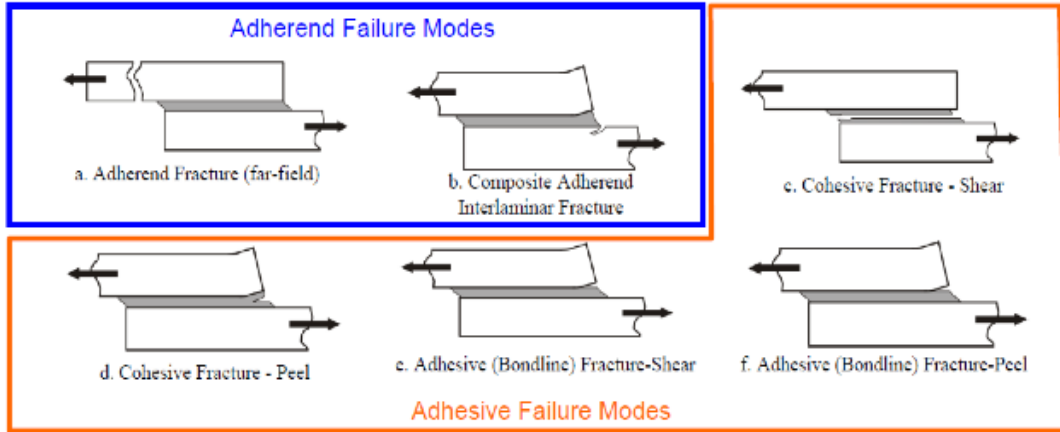 Adherend Failure Modes
a. Adherend Fracture (far-field)
b. Composite Adherend
Interlaminar Fracture
c. Cohesive Fracture - Shear
d. Cohesive Fracture - Peel
e. Adhesive (Bondline) Fracture-Shear
f. Adhesive (Bondline) Fracture-Peel
Adhesive Failure Modes